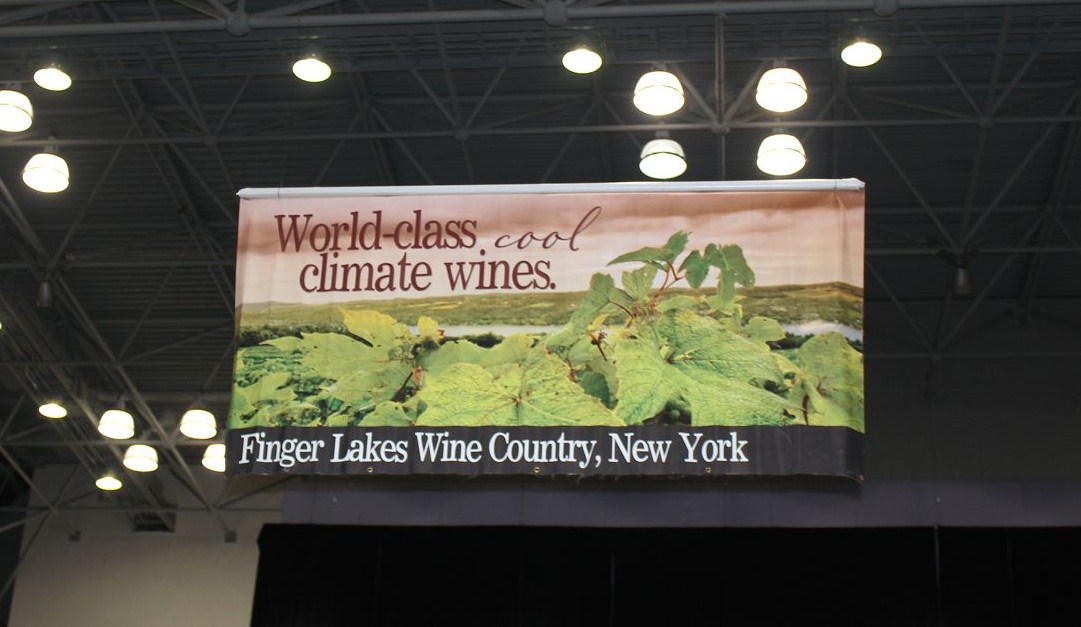 World-class cool
climate wines.
Finger Lakes Wine Country, New York